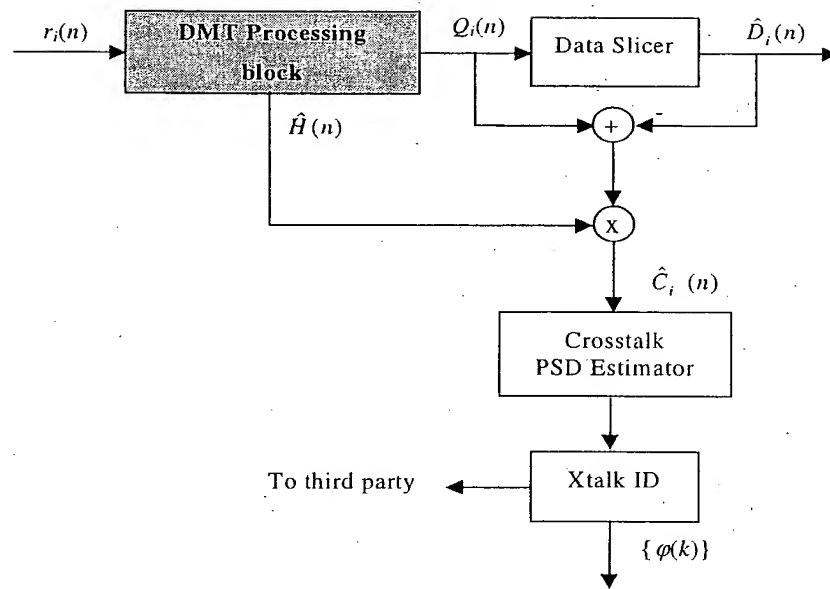 r_i(n)
DMT Processing
block
Q_i(n)
Data Slicer
D̂_i(n)
Ĥ(n)
+
-
x
Ĉ_i (n)
Crosstalk
PSD Estimator
To third party
Xtalk ID
{φ(k)}